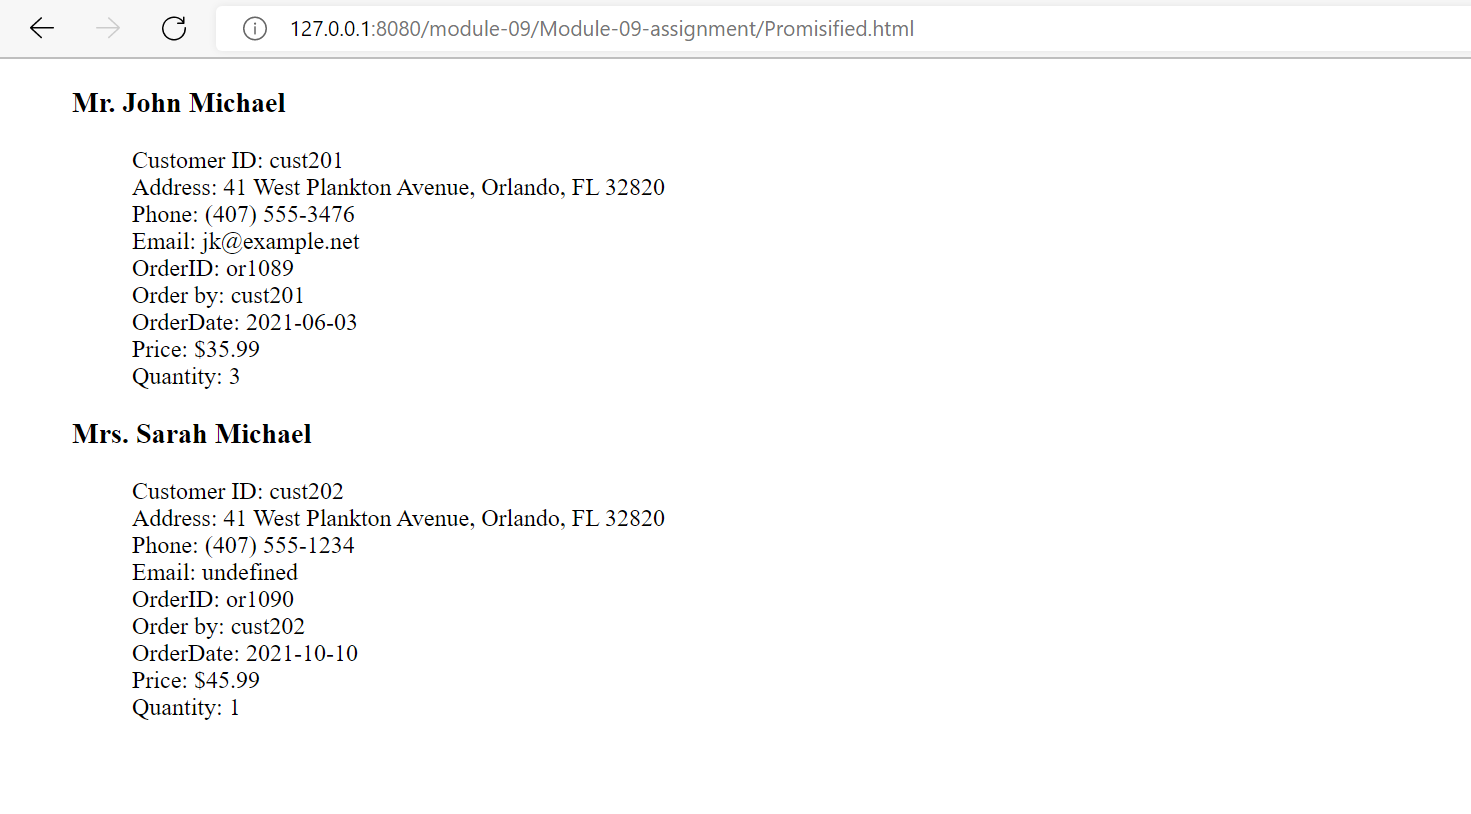 127.0.0.1:8080/module-09/Module-09-assignment/Promisified.html
Mr. John Michael
Customer ID: cust201
Address: 41 West Plankton Avenue, Orlando, FL 32820
Phone: (407) 555-3476
Email: jk@example.net
OrderID: or1089
Order by: cust201
OrderDate: 2021-06-03
Price: $35.99
Quantity: 3
Mrs. Sarah Michael
Customer ID: cust202
Address: 41 West Plankton Avenue, Orlando, FL 32820
Phone: (407) 555-1234
Email: undefined
OrderID: or1090
Order by: cust202
OrderDate: 2021-10-10
Price: $45.99
Quantity: 1